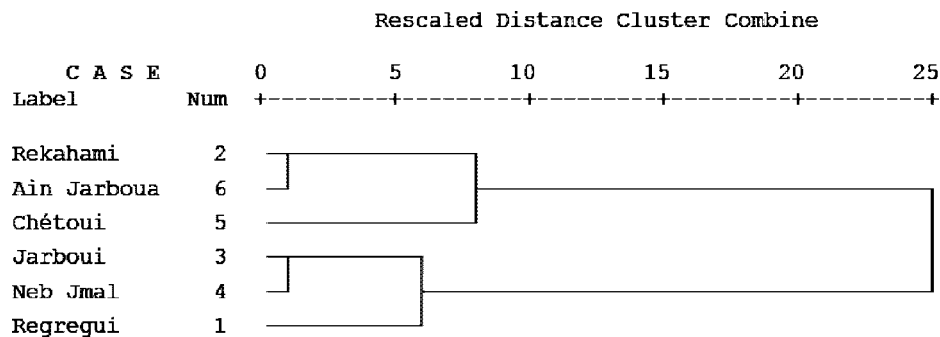 Rescaled Distance Cluster Combine
C A S E 0 5 10 15 20 25
Label Num
Rekahami 2
Ain Jarboua 6
Chétoui 5
Jarboui 3
Neb Jmal 4
Regregui 1